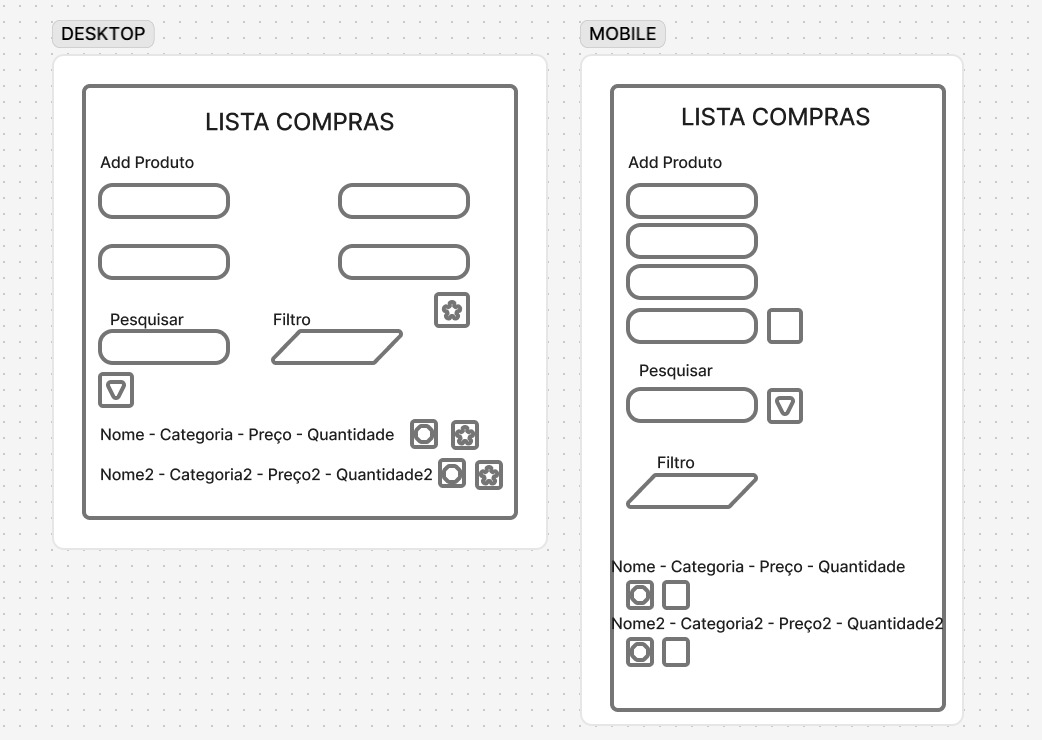 DESKTOP
LISTA COMPRAS
Add Produto
Pesquisar
Filtro
Nome - Categoria - Preço - Quantidade
Nome2 - Categoria2 - Preço2 - Quantidade2
MOBILE
LISTA COMPRAS
Add Produto
Pesquisar
Filtro
Nome - Categoria - Preço - Quantidade
Nome2 - Categoria2 - Preço2 - Quantidade2